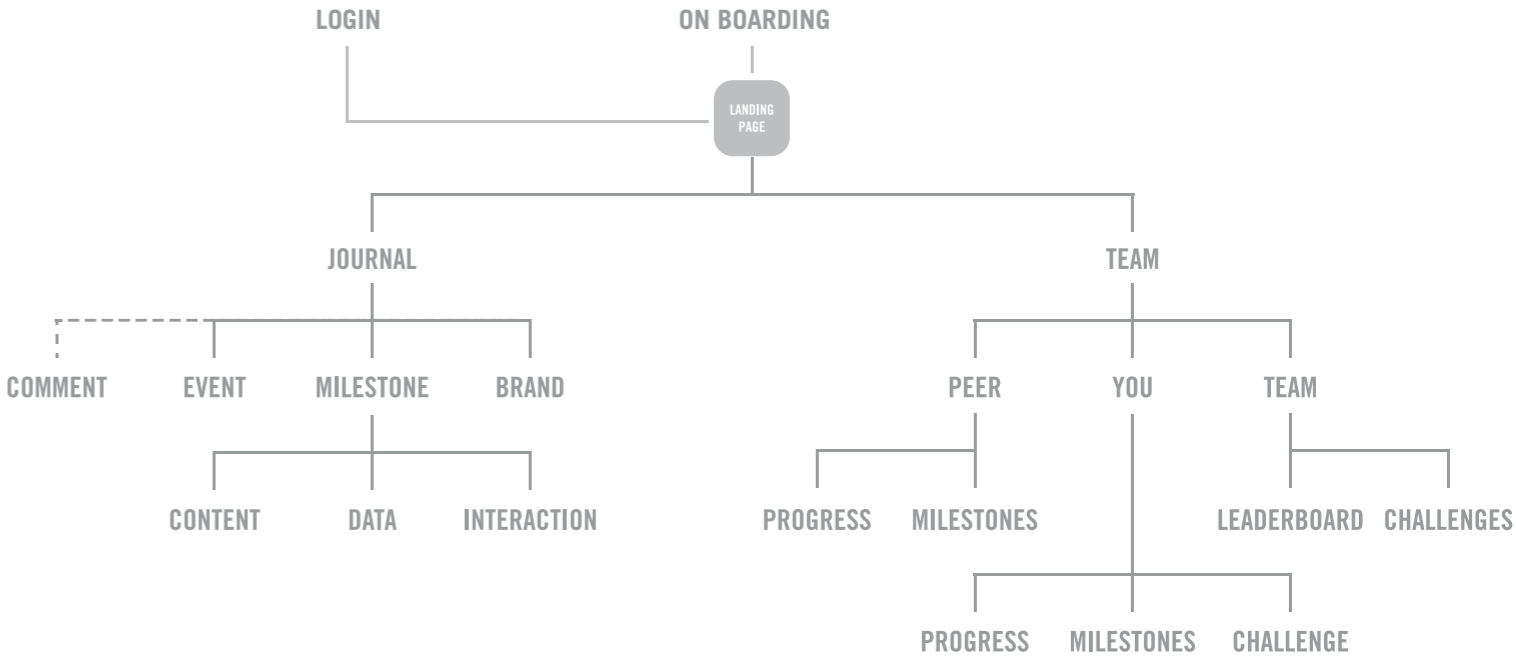 LOGIN
ON BOARDING
LANDING
PAGE
JOURNAL
TEAM
COMMENT
EVENT
MILESTONE
BRAND
PEER
YOU
TEAM
CONTENT
DATA
INTERACTION
PROGRESS
MILESTONES
LEADERBOARD
CHALLENGES
PROGRESS
MILESTONES
CHALLENGE